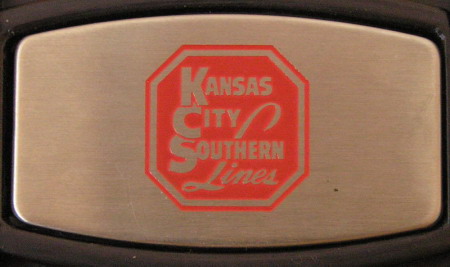 KANSAS
CITY
SOUTHERN
Lines